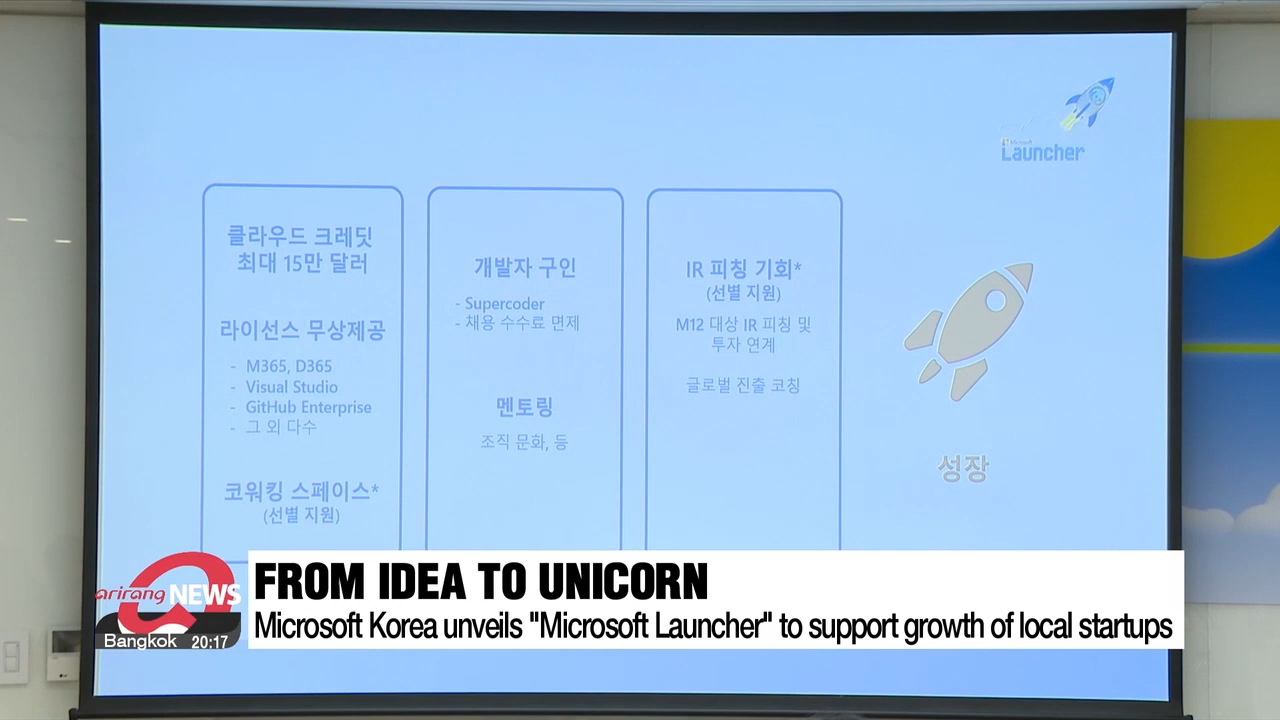 Microsoft
Launcher
클라우드 크레딧
최대 15만 달러
라이선스 무상제공
- M365, D365
- Visual Studio
- GitHub Enterprise
- 그 외 다수
코워킹 스페이스*
(선별 지원)
개발자 구인
- Supercoder
- 채용 수수료 면제
멘토링
조직 문화, 등
IR 피칭 기회*
(선별 지원)
M12 대상 IR 피칭 및
투자 연계
글로벌 진출 코칭
성장
arirang NEWS
Bangkok 20:17
FROM IDEA TO UNICORN
Microsoft Korea unveils "Microsoft Launcher" to support growth of local startups